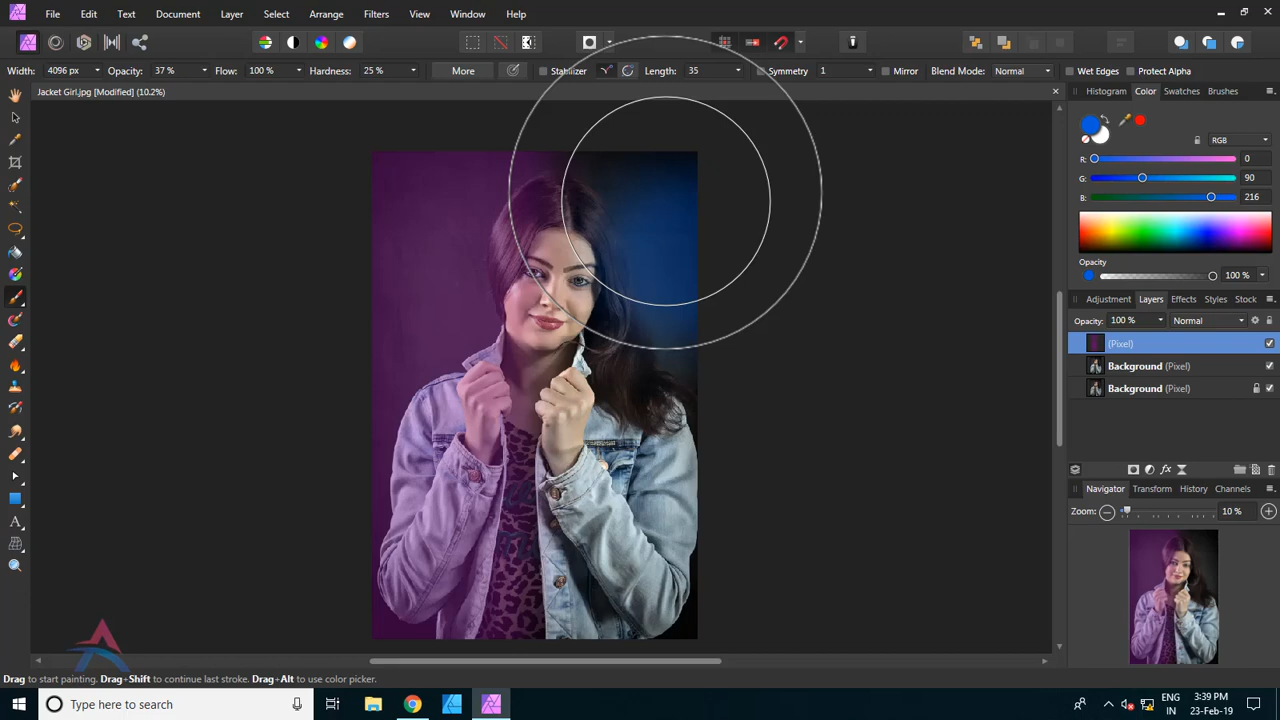 File Edit Text Document Layer Select Arrange Filters View Window Help
Width: 4096 px Opacity: 37 % Flow: 100 % Hardness: 25 % More Stabilizer Length: 35 Symmetry 1 Mirror Blend Mode: Normal Wet Edges Protect Alpha
Jacket Girl.jpg [Modified] (10.2%)
Histogram Color Swatches Brushes
RGB
R: 0
G: 90
B: 216
Opacity
100 %
Adjustment Layers Effects Styles Stock
Opacity: 100 % Normal
(Pixel)
Background (Pixel)
Background (Pixel)
Navigator Transform History Channels
Zoom: 10 %
Drag to start painting. Drag+Shift to continue last stroke. Drag+Alt to use color picker.
Type here to search
ENG
IN
3:39 PM
23-Feb-19